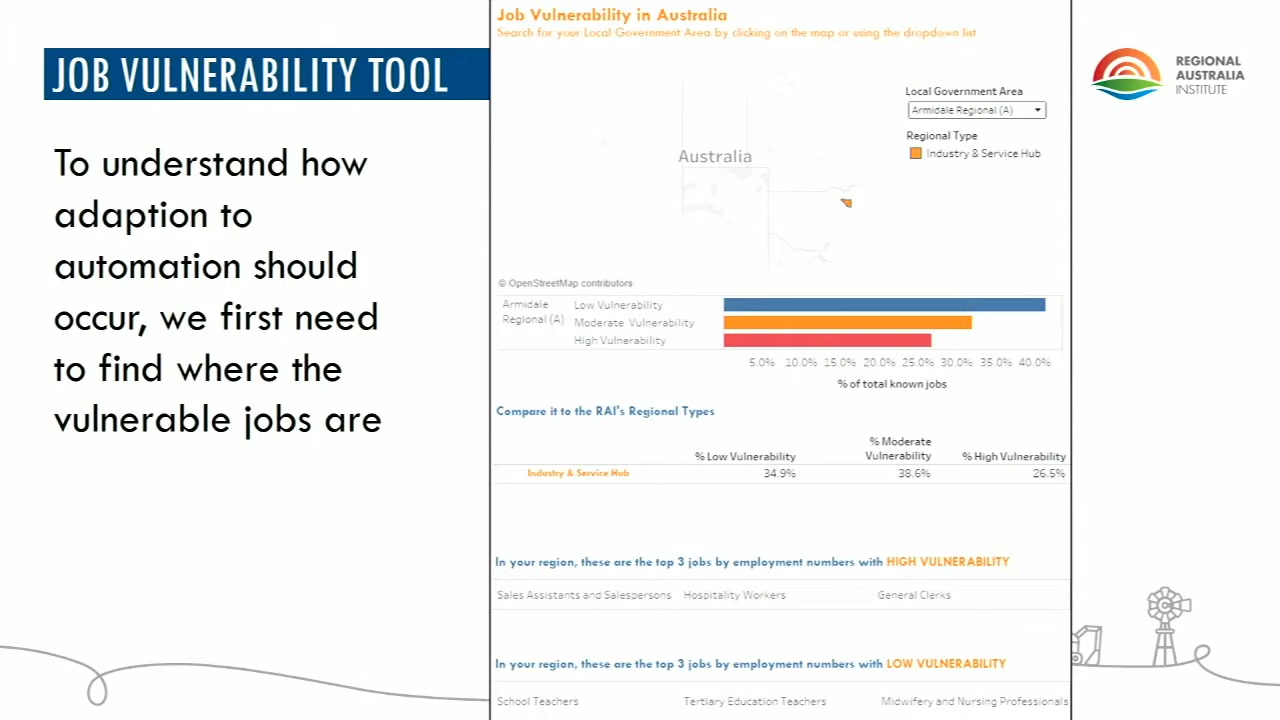 JOB VULNERABILITY TOOL
To understand how
adaption to
automation should
occur, we first need
to find where the
vulnerable jobs are
Job Vulnerability in Australia
Search for your Local Government Area by clicking on the map or using the dropdown list
Local Government Area
Armidale Regional (A)
Regional Type
Industry & Service Hub
Australia
© OpenStreetMap contributors
Armidale
Regional (A)
Low Vulnerability
Moderate Vulnerability
High Vulnerability
5.0% 10.0% 15.0% 20.0% 25.0% 30.0% 35.0% 40.0%
% of total known jobs
Compare it to the RAI's Regional Types
% Low Vulnerability
% Moderate
Vulnerability
% High Vulnerability
Industry & Service Hub 34.9% 38.6% 26.5%
In your region, these are the top 3 jobs by employment numbers with HIGH VULNERABILITY
Sales Assistants and Salespersons Hospitality Workers General Clerks
In your region, these are the top 3 jobs by employment numbers with LOW VULNERABILITY
School Teachers Tertiary Education Teachers Midwifery and Nursing Professionals
REGIONAL
AUSTRALIA
INSTITUTE